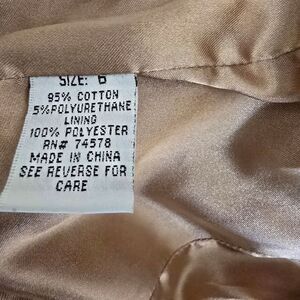 SIZE: 6
95% COTTON
5%POLYURETHANE
LINING
100% POLYESTER
RN# 74578
MADE IN CHINA
SEE REVERSE FOR
CARE